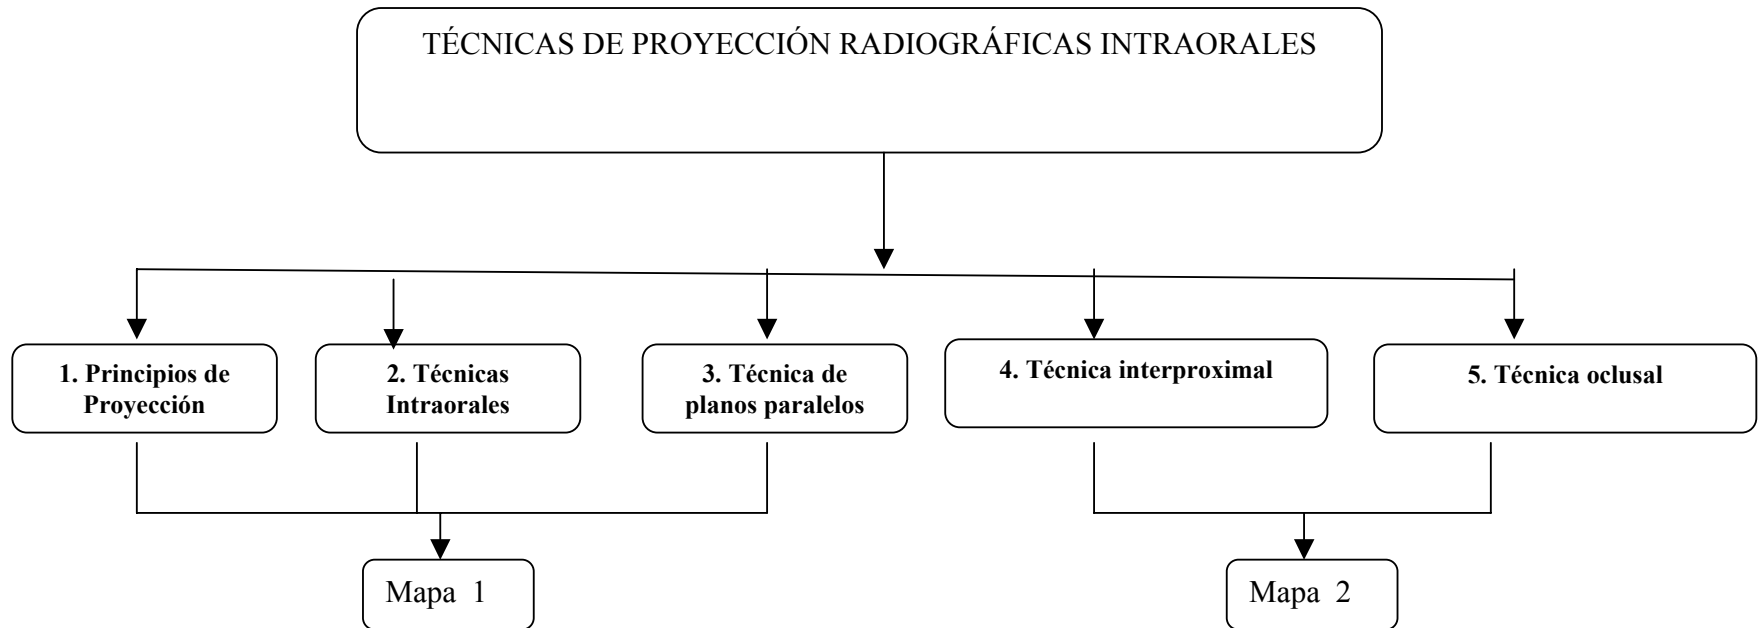 TÉCNICAS DE PROYECCIÓN RADIOGRÁFICAS INTRAORALES
1. Principios de
Proyección
2. Técnicas
Intraorales
3. Técnica de
planos paralelos
4. Técnica interproximal
5. Técnica oclusal
Mapa 1
Mapa 2